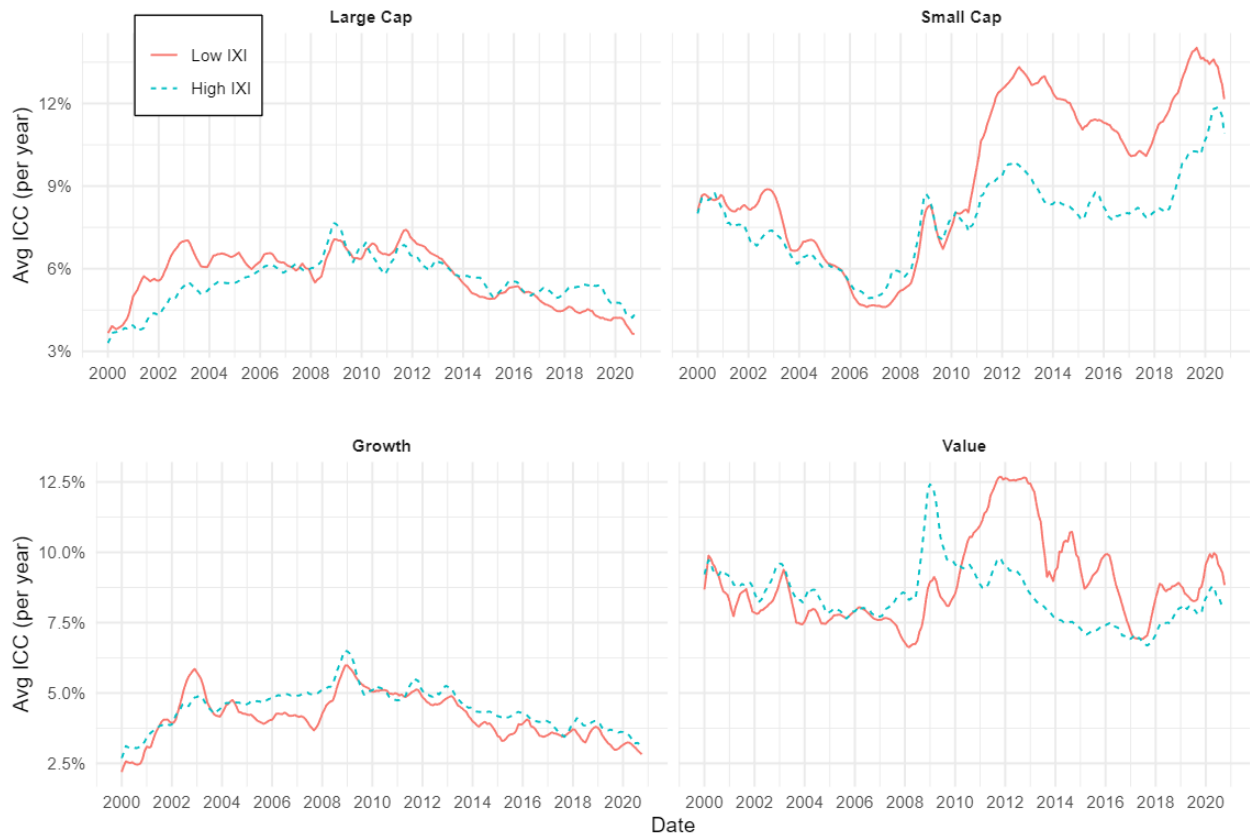 Large Cap
Small Cap
Low IXI
High IXI
Avg ICC (per year)
12%
9%
6%
3%
2000 2002 2004 2006 2008 2010 2012 2014 2016 2018 2020
2000 2002 2004 2006 2008 2010 2012 2014 2016 2018 2020
Growth
Value
Avg ICC (per year)
12.5%
10.0%
7.5%
5.0%
2.5%
2000 2002 2004 2006 2008 2010 2012 2014 2016 2018 2020
2000 2002 2004 2006 2008 2010 2012 2014 2016 2018 2020
Date